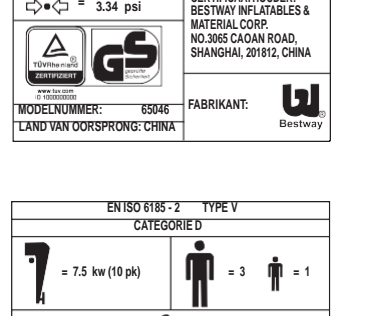 = 3.34 psi
BESTWAY INFLATABLES &
MATERIAL CORP.
NO.3065 CAOAN ROAD,
SHANGHAI, 201812, CHINA
TÜVRheinland
ZERTIFIZIERT
www.tuv.com
ID 1000000000
GS
geprüfte
Sicherheit
MODELNUMMER: 65046
LAND VAN OORSPRONG: CHINA
FABRIKANT:
Bestway
EN ISO 6185 - 2 TYPE V
CATEGORIE D
= 7.5 kw (10 pk)
= 3
= 1